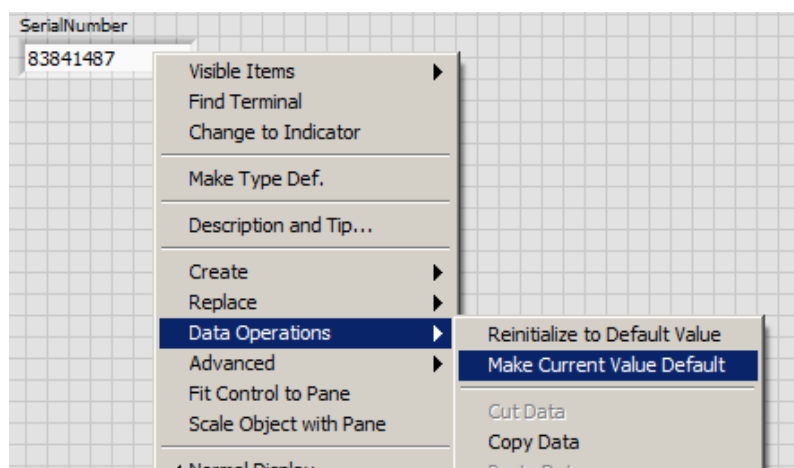 SerialNumber
83841487
Visible Items
Find Terminal
Change to Indicator
Make Type Def.
Description and Tip...
Create
Replace
Data Operations
Advanced
Fit Control to Pane
Scale Object with Pane
Normal Display
Reinitialize to Default Value
Make Current Value Default
Cut Data
Copy Data